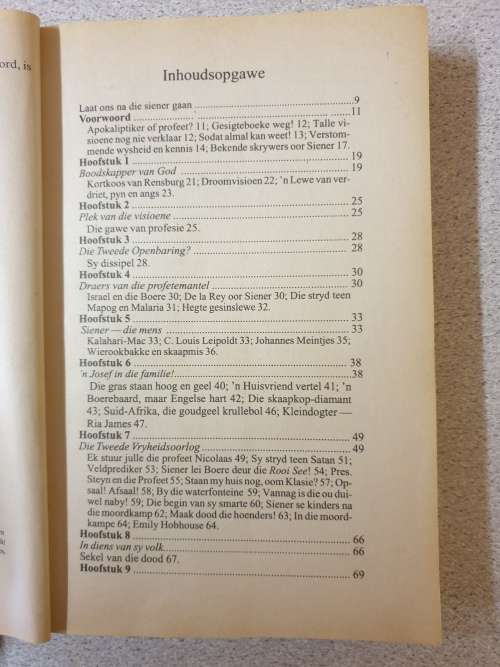 ord, is
Inhoudsopgawe
Laat ons na die siener gaan ........ 9
Voorwoord ........ 11
Apokaliptiker of profeet? 11; Gesigteboeke weg! 12; Talle vi-
sioene nog nie verklaar 12; Sodat almal kan weet! 13; Verstom-
mende wysheid en kennis 14; Bekende skrywers oor Siener 17.
Hoofstuk 1 ........ 19
Boodskapper van God ........ 19
Kortkoos van Rensburg 21; Droomvisioen 22; 'n Lewe van ver-
driet, pyn en angs 23.
Hoofstuk 2 ........ 25
Plek van die visioene ........ 25
Die gawe van profesie 25.
Hoofstuk 3 ........ 28
Die Tweede Openbaring? ........ 28
Sy dissipel 28.
Hoofstuk 4 ........ 30
Draers van die profetemantel ........ 30
Israel en die Boere 30; De la Rey oor Siener 30; Die stryd teen
Mapog en Malaria 31; Hegte gesinslewe 32.
Hoofstuk 5 ........ 33
Siener — die mens ........ 33
Kalahari-Mac 33; C. Louis Leipoldt 33; Johannes Meintjes 35;
Wierookbakke en skaapmis 36.
Hoofstuk 6 ........ 38
'n Josef in die familie! ........ 38
Die gras staan hoog en geel 40; 'n Huisvriend vertel 41; 'n
Boerebaard, maar Engelse hart 42; Die skaapkop-diamant
43; Suid-Afrika, die goudgeel krullebol 46; Kleindogter —
Ria James 47.
Hoofstuk 7 ........ 49
Die Tweede Vryheidsoorlog ........ 49
Ek stuur julle die profeet Nicolaas 49; Sy stryd teen Satan 51;
Veldprediker 53; Siener lei Boere deur die Rooi See! 54; Pres.
Steyn en die Profeet 55; Staan my huis nog, oom Klasie? 57; Op-
saal! Afsaal! 58; By die waterfonteine 59; Vannag is die ou dui-
wel naby! 59; Die begin van sy smarte 60; Siener se kinders na
die moordkamp 62; Maak dood die hoenders! 63; In die moord-
kampe 64; Emily Hobhouse 64.
Hoofstuk 8 ........ 66
In diens van sy volk ........ 66
Sekel van die dood 67.
Hoofstuk 9 ........ 69